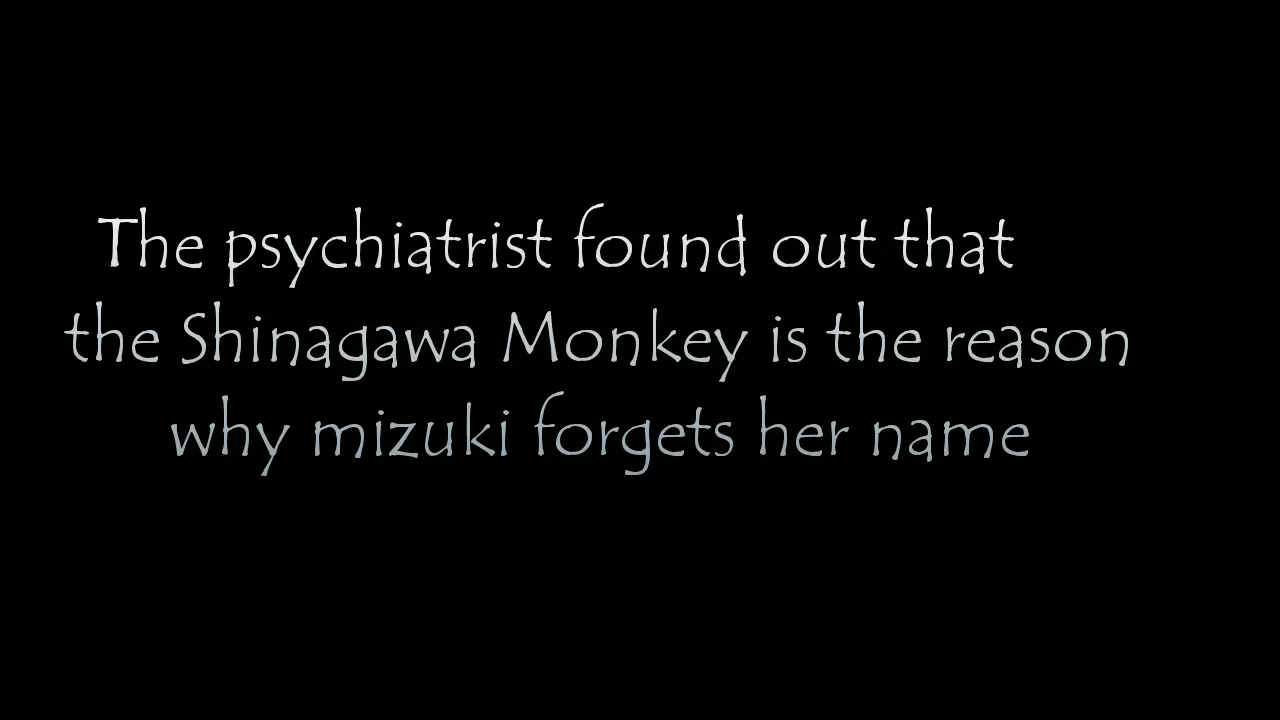 The psychiatrist found out that
the Shinagawa Monkey is the reason
why mizuki forgets her name